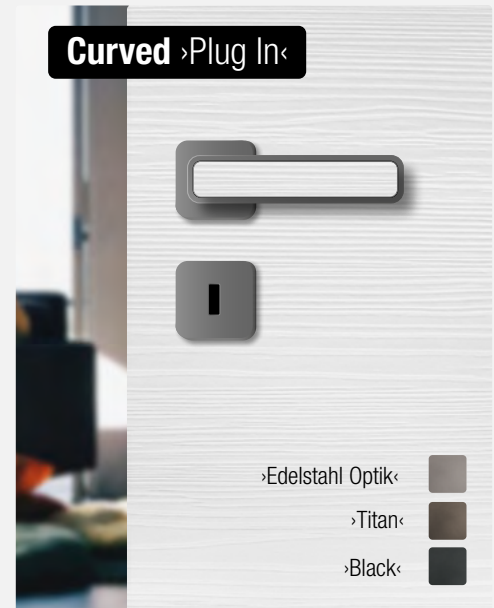 Curved ›Plug In‹
›Edelstahl Optik‹
›Titan‹
›Black‹